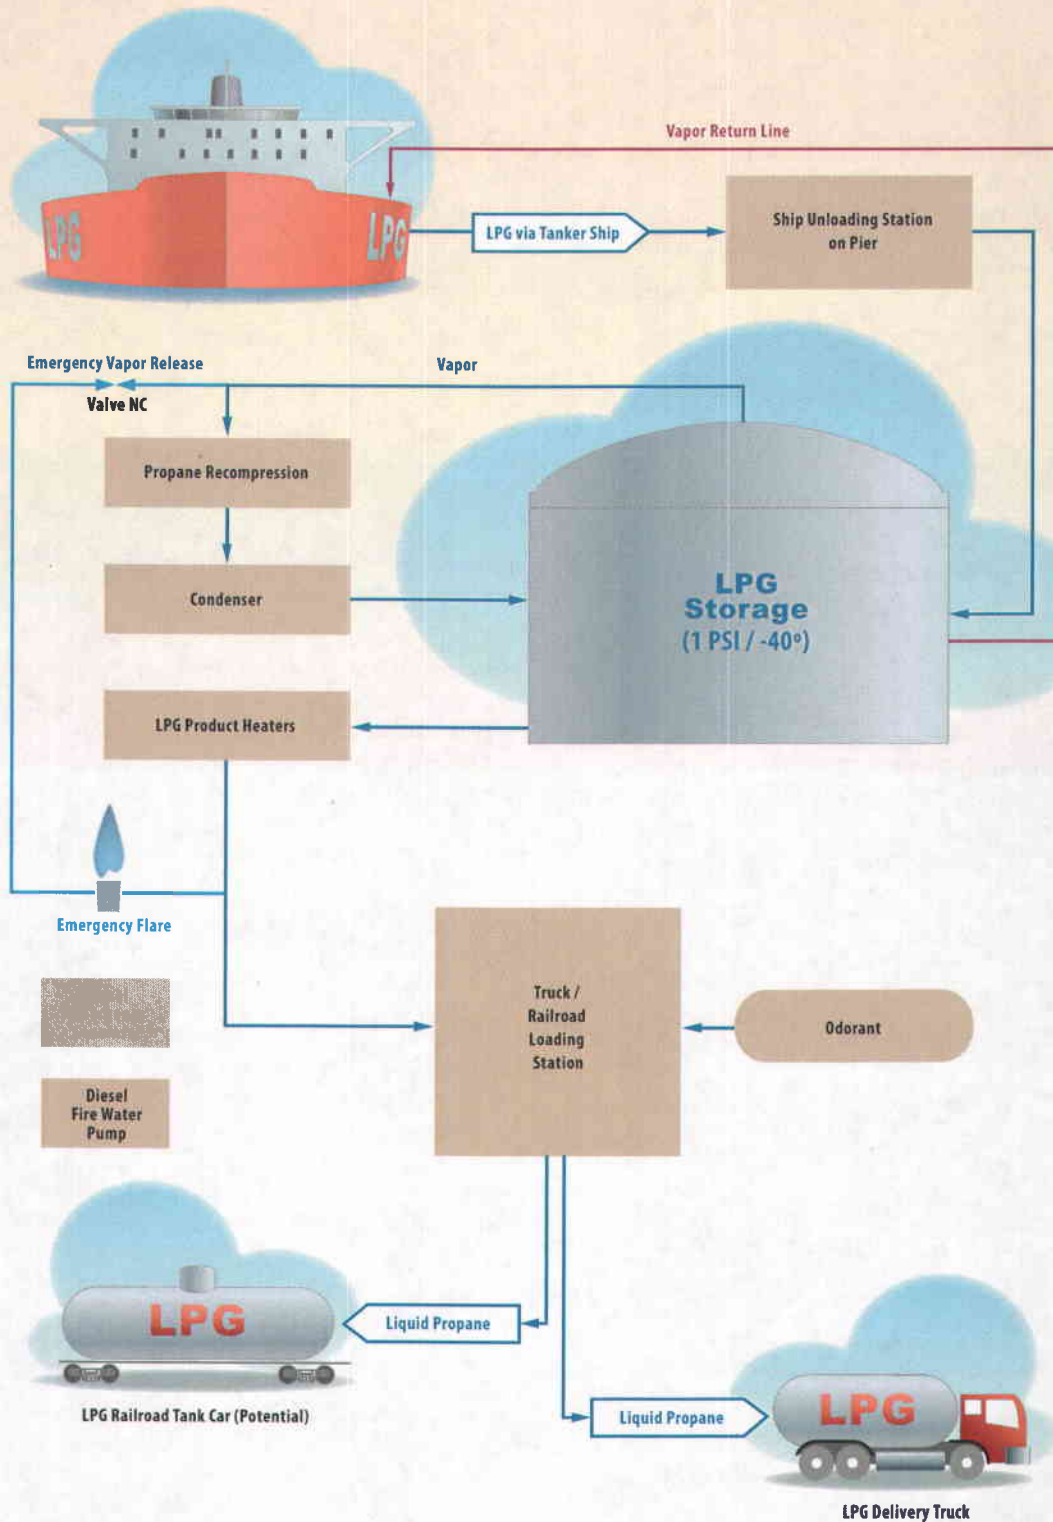 Vapor Return Line
LPG
LPG
LPG via Tanker Ship
Ship Unloading Station
on Pier
Emergency Vapor Release
Vapor
Valve NC
Propane Recompression
Condenser
LPG
Storage
(1 PSI / -40º)
LPG Product Heaters
Emergency Flare
Truck /
Railroad
Loading
Station
Odorant
Diesel
Fire Water
Pump
LPG
Liquid Propane
LPG Railroad Tank Car (Potential)
Liquid Propane
LPG
LPG Delivery Truck